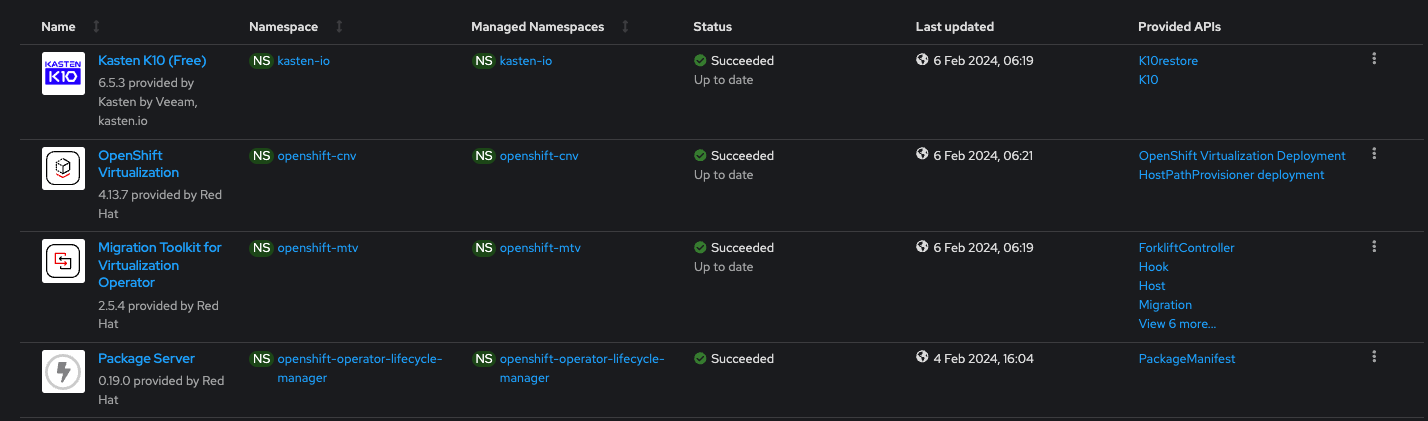 Name Namespace Managed Namespaces Status Last updated Provided APIs
KASTEN
K10
Kasten K10 (Free)
6.5.3 provided by
Kasten by Veeam,
kasten.io
NS kasten-io
NS kasten-io
Succeeded
Up to date
6 Feb 2024, 06:19
K10restore
K10
OpenShift
Virtualization
4.13.7 provided by Red
Hat
NS openshift-cnv
NS openshift-cnv
Succeeded
Up to date
6 Feb 2024, 06:21
OpenShift Virtualization Deployment
HostPathProvisioner deployment
Migration Toolkit for
Virtualization
Operator
2.5.4 provided by Red
Hat
NS openshift-mtv
NS openshift-mtv
Succeeded
Up to date
6 Feb 2024, 06:19
ForkliftController
Hook
Host
Migration
View 6 more...
Package Server
0.19.0 provided by Red
Hat
NS openshift-operator-lifecycle-
manager
NS openshift-operator-lifecycle-
manager
Succeeded
4 Feb 2024, 16:04
PackageManifest